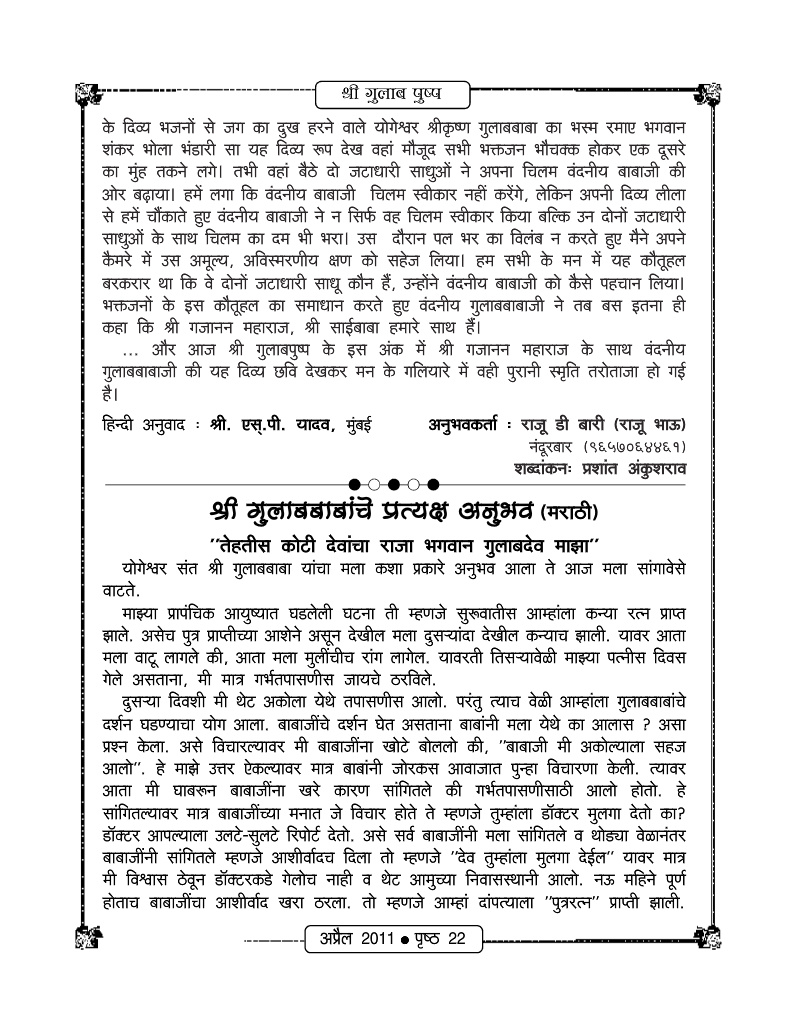 श्री गुलाब पुष्प
के दिव्य भजनों से जग का दुख हरने वाले योगेश्वर श्रीकृष्ण गुलाबबाबा का भस्म रमाए भगवान
शंकर भोला भंडारी सा यह दिव्य रूप देख वहां मौजूद सभी भक्तजन भौचक्क होकर एक दूसरे
का मुंह तकने लगे। तभी वहां बैठे दो जटाधारी साधुओं ने अपना चिलम वंदनीय बाबाजी की
ओर बढ़ाया। हमें लगा कि वंदनीय बाबाजी चिलम स्वीकार नहीं करेंगे, लेकिन अपनी दिव्य लीला
से हमें चौंकाते हुए वंदनीय बाबाजी ने न सिर्फ वह चिलम स्वीकार किया बल्कि उन दोनों जटाधारी
साधुओं के साथ चिलम का दम भी भरा। उस दौरान पल भर का विलंब न करते हुए मैने अपने
कैमरे में उस अमूल्य, अविस्मरणीय क्षण को सहेज लिया। हम सभी के मन में यह कौतूहल
बरकरार था कि वे दोनों जटाधारी साधू कौन हैं, उन्होंने वंदनीय बाबाजी को कैसे पहचान लिया।
भक्तजनों के इस कौतूहल का समाधान करते हुए वंदनीय गुलाबबाबाजी ने तब बस इतना ही
कहा कि श्री गजानन महाराज, श्री साईबाबा हमारे साथ हैं।
... और आज श्री गुलाबपुष्प के इस अंक में श्री गजानन महाराज के साथ वंदनीय
गुलाबबाबाजी की यह दिव्य छवि देखकर मन के गलियारे में वही पुरानी स्मृति तरोताजा हो गई
है।
हिन्दी अनुवाद : श्री. एस्.पी. यादव, मुंबई अनुभवकर्ता : राजू डी बारी (राजू भाऊ)
नंदूरबार (९६५७०६४४६१)
शब्दांकनः प्रशांत अंकुशराव
श्री गुलाबबाबांचे प्रत्यक्ष अनुभव (मराठी)
''तेहतीस कोटी देवांचा राजा भगवान गुलाबदेव माझा''
योगेश्वर संत श्री गुलाबबाबा यांचा मला कशा प्रकारे अनुभव आला ते आज मला सांगावेसे
वाटते.
माझ्या प्रापंचिक आयुष्यात घडलेली घटना ती म्हणजे सुरूवातीस आम्हांला कन्या रत्न प्राप्त
झाले. असेच पुत्र प्राप्तीच्या आशेने असून देखील मला दुसऱ्यांदा देखील कन्याच झाली. यावर आता
मला वाटू लागले की, आता मला मुलींचीच रांग लागेल. यावरती तिसऱ्यावेळी माझ्या पत्नीस दिवस
गेले असताना, मी मात्र गर्भतपासणीस जायचे ठरविले.
दुसऱ्या दिवशी मी थेट अकोला येथे तपासणीस आलो. परंतु त्याच वेळी आम्हांला गुलाबबाबांचे
दर्शन घडण्याचा योग आला. बाबाजींचे दर्शन घेत असताना बाबांनी मला येथे का आलास ? असा
प्रश्न केला. असे विचारल्यावर मी बाबाजींना खोटे बोललो की, ''बाबाजी मी अकोल्याला सहज
आलो''. हे माझे उत्तर ऐकल्यावर मात्र बाबांनी जोरकस आवाजात पुन्हा विचारणा केली. त्यावर
आता मी घाबरून बाबाजींना खरे कारण सांगितले की गर्भतपासणीसाठी आलो होतो. हे
सांगितल्यावर मात्र बाबाजींच्या मनात जे विचार होते ते म्हणजे तुम्हांला डॉक्टर मुलगा देतो का?
डॉक्टर आपल्याला उलटे-सुलटे रिपोर्ट देतो. असे सर्व बाबाजींनी मला सांगितले व थोड्या वेळानंतर
बाबाजींनी सांगितले म्हणजे आशीर्वादच दिला तो म्हणजे ''देव तुम्हांला मुलगा देईल'' यावर मात्र
मी विश्वास ठेवून डॉक्टरकडे गेलोच नाही व थेट आमुच्या निवासस्थानी आलो. नऊ महिने पूर्ण
होताच बाबाजींचा आशीर्वाद खरा ठरला. तो म्हणजे आम्हां दांपत्याला ''पुत्ररत्न'' प्राप्ती झाली.
अप्रैल 2011 ● पृष्ठ 22